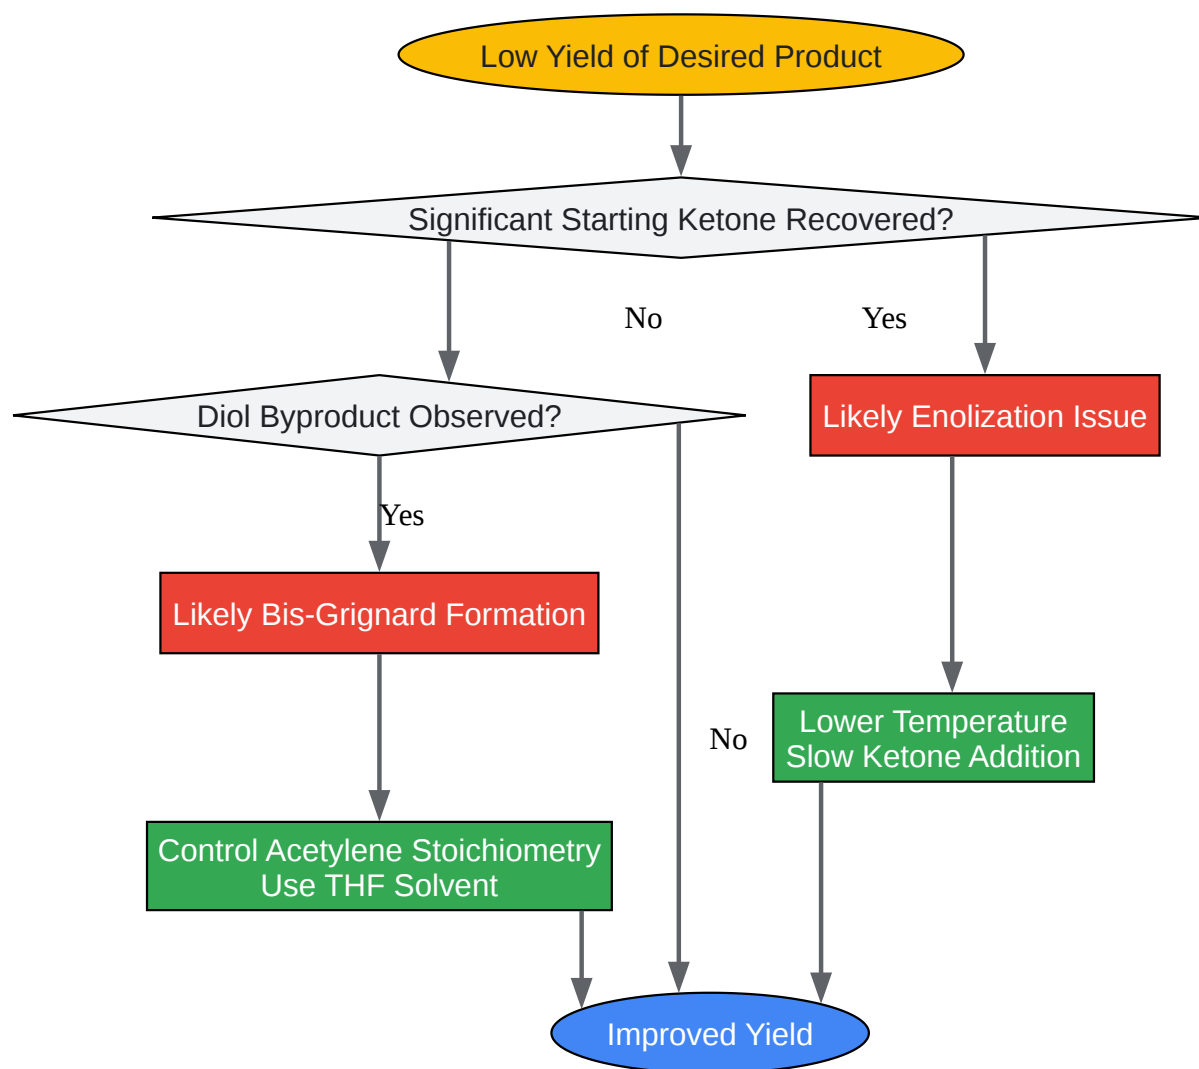 Low Yield of Desired Product
Significant Starting Ketone Recovered?
No
Yes
Diol Byproduct Observed?
Likely Enolization Issue
Yes
Likely Bis-Grignard Formation
No
Lower Temperature
Slow Ketone Addition
Control Acetylene Stoichiometry
Use THF Solvent
Improved Yield